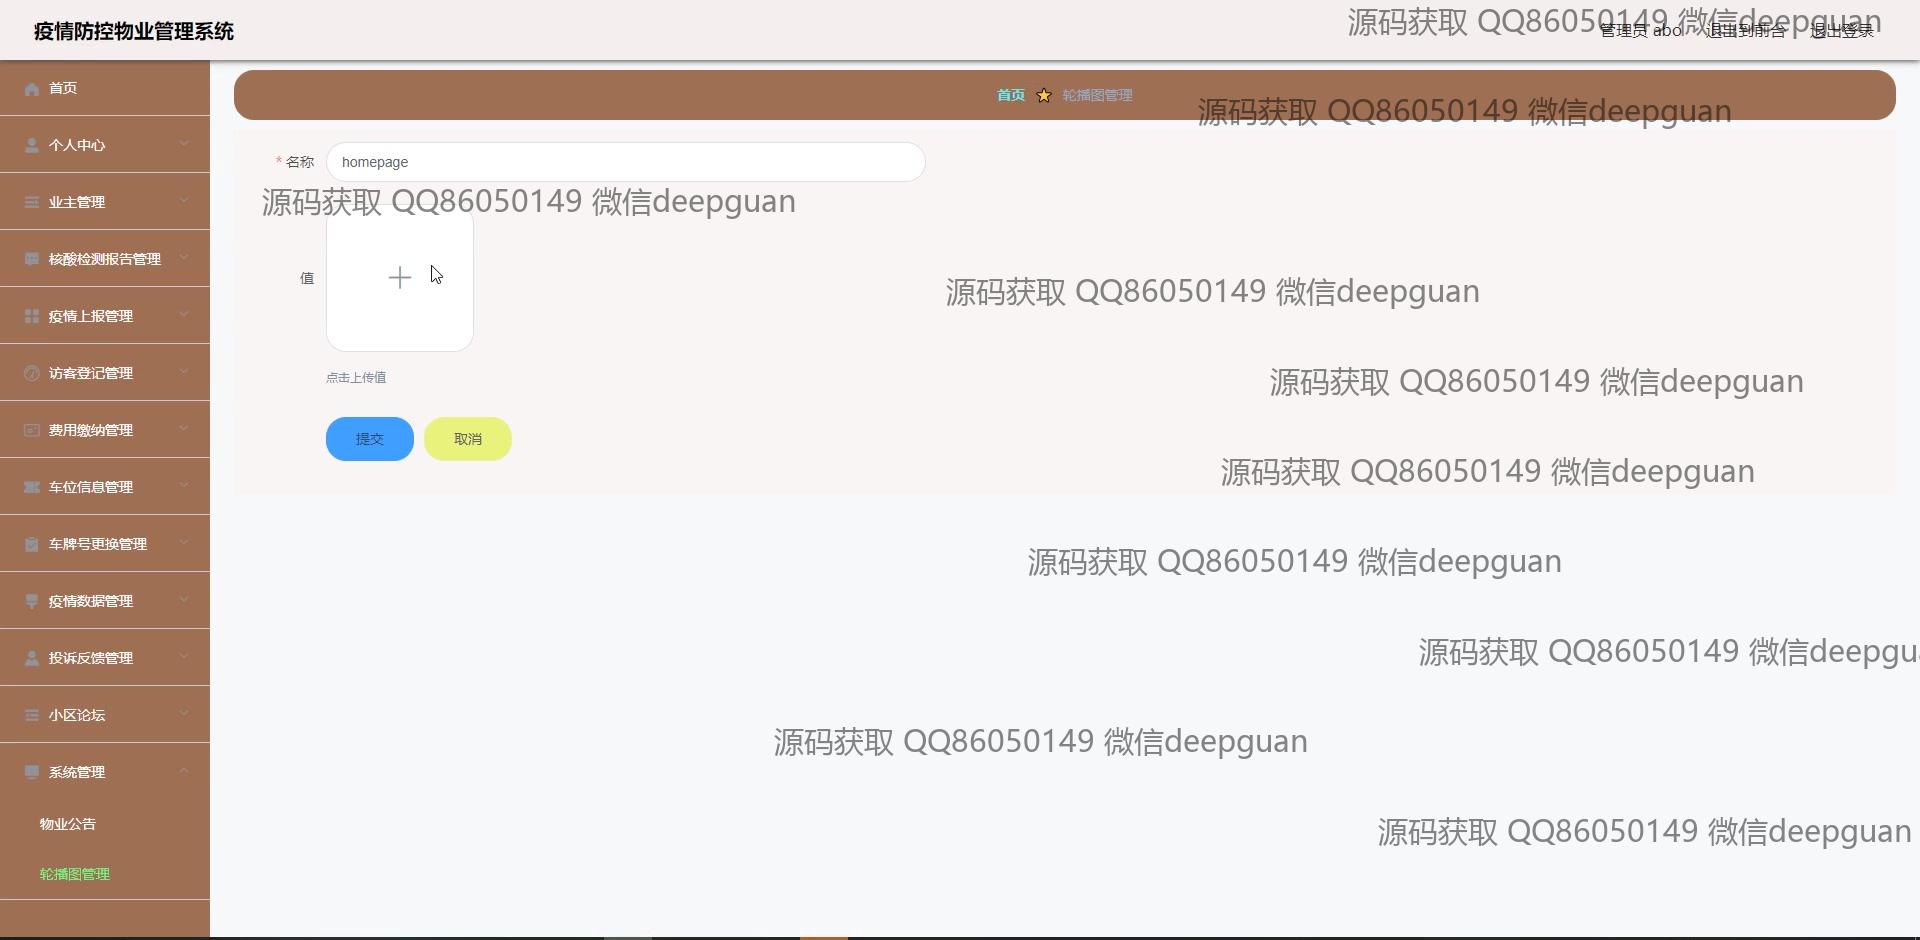 疫情防控物业管理系统
源码获取 QQ86050149 微信deepguan
管理员 abo 退出到前台 退出登录
首页
首页 轮播图管理
源码获取 QQ86050149 微信deepguan
个人中心
* 名称 homepage
业主管理
源码获取 QQ86050149 微信deepguan
核酸检测报告管理
值
源码获取 QQ86050149 微信deepguan
疫情上报管理
访客登记管理
点击上传值
源码获取 QQ86050149 微信deepguan
费用缴纳管理
提交 取消
源码获取 QQ86050149 微信deepguan
车位信息管理
车牌号更换管理
源码获取 QQ86050149 微信deepguan
疫情数据管理
投诉反馈管理
源码获取 QQ86050149 微信deepgu
小区论坛
源码获取 QQ86050149 微信deepguan
系统管理
物业公告
源码获取 QQ86050149 微信deepguan
轮播图管理